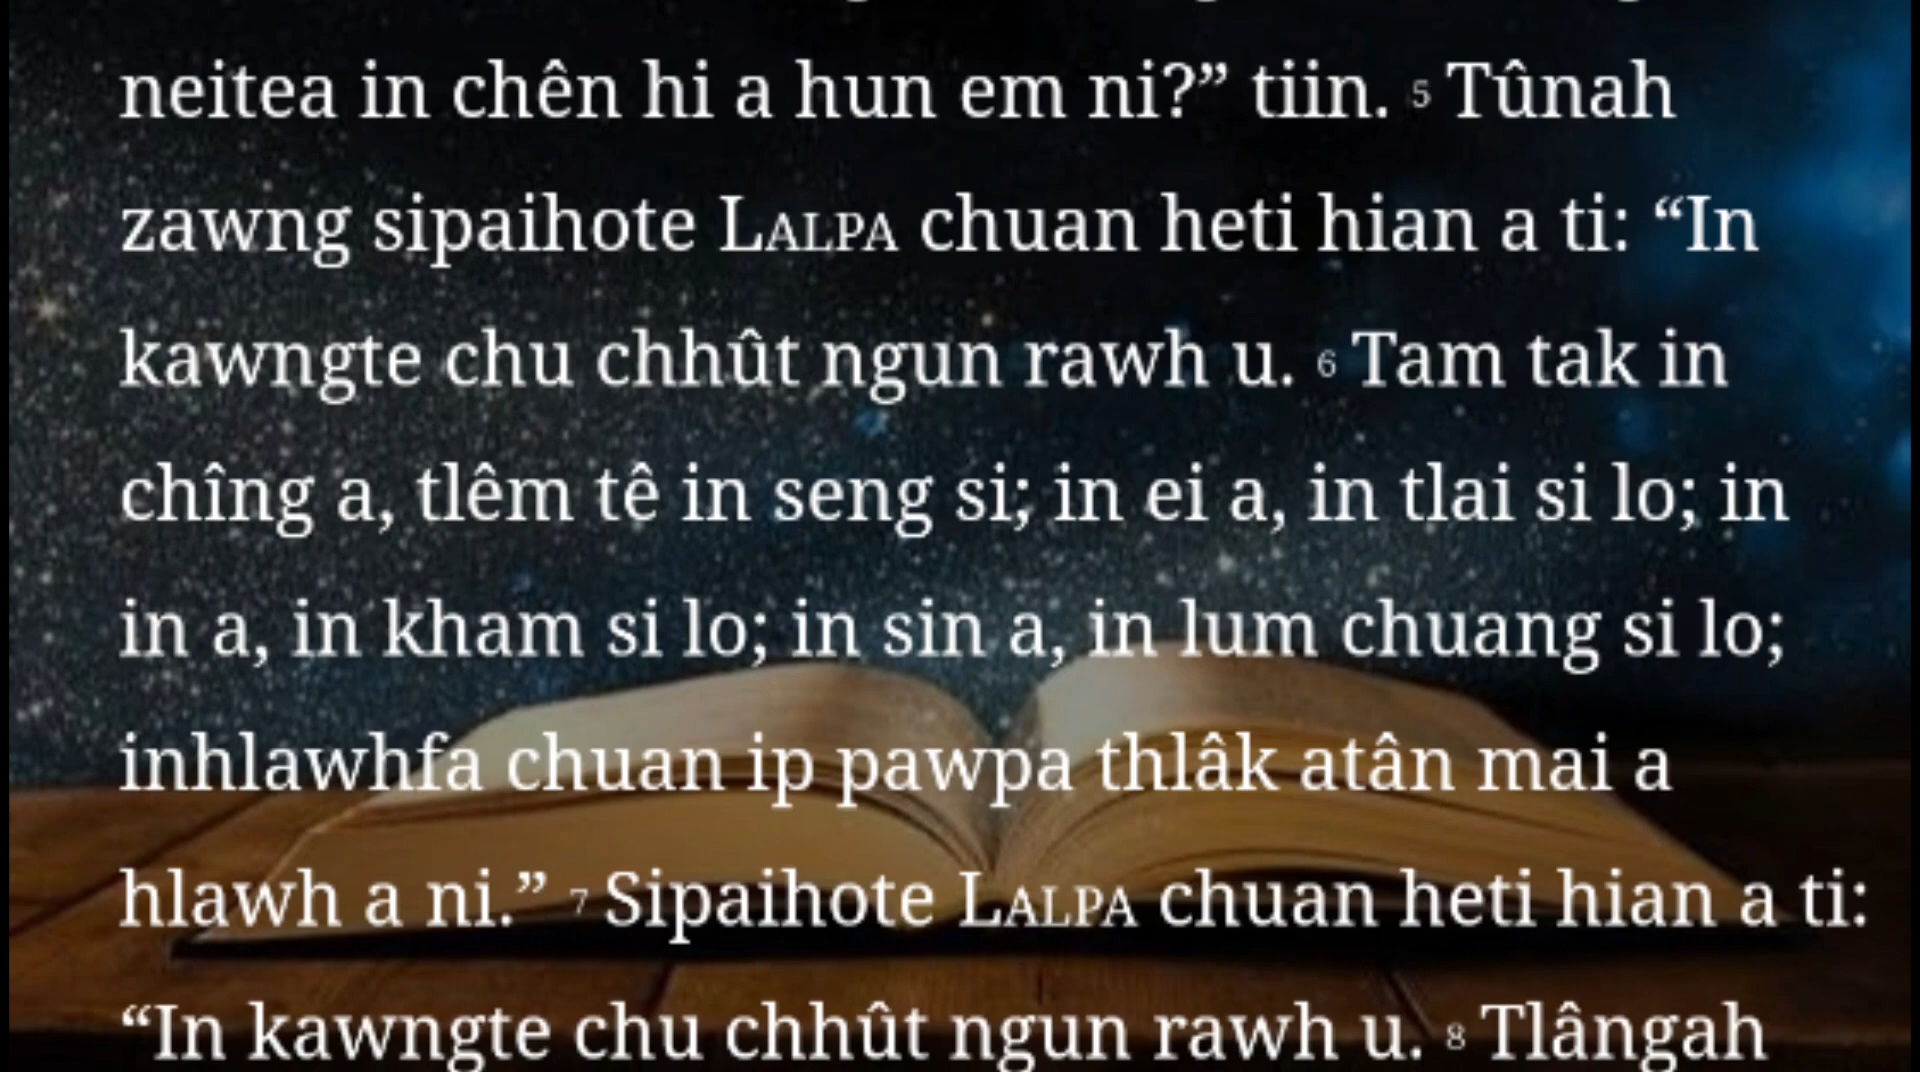 neitea in chên hi a hun em ni?” tiin. 5 Tûnah
zawng sipaihote LALPA chuan heti hian a ti: “In
kawngte chu chhût ngun rawh u. 6 Tam tak in
chîng a, tlêm tê in seng si; in ei a, in tlai si lo; in
in a, in kham si lo; in sin a, in lum chuang si lo;
inhlawhfa chuan ip pawpa thlâk atân mai a
hlawh a ni.” 7 Sipaihote LALPA chuan heti hian a ti:
“In kawngte chu chhût ngun rawh u. 8 Tlângah